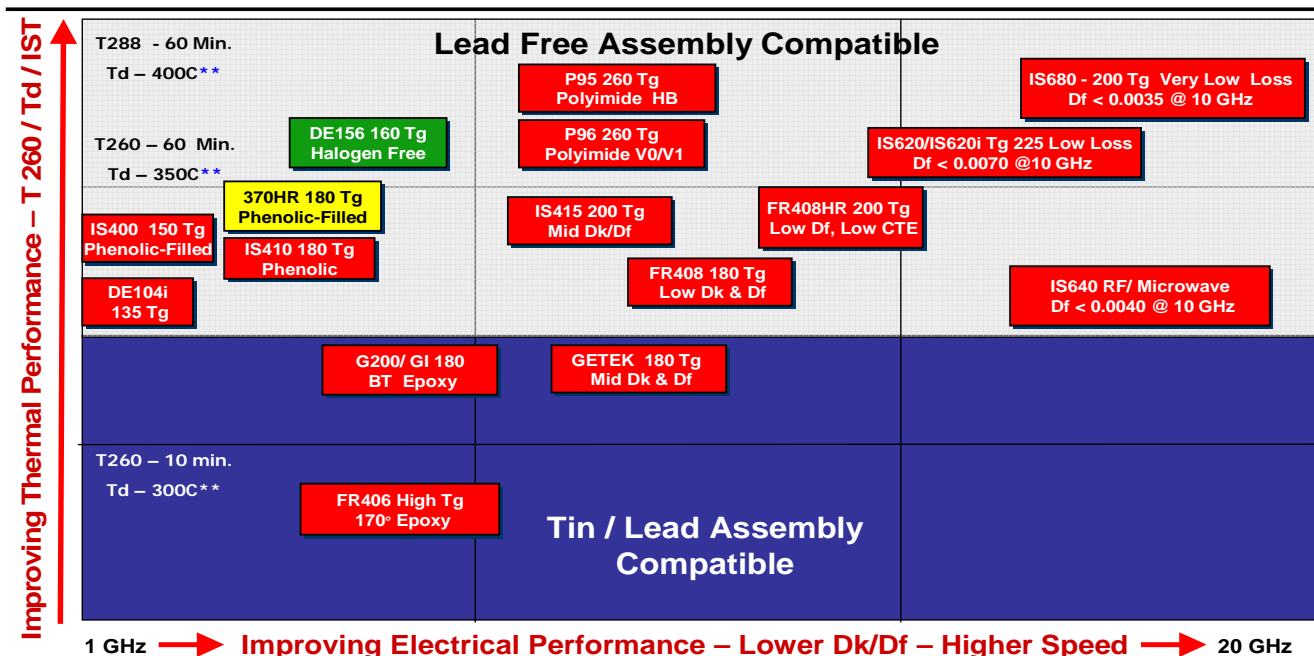 Improving Thermal Performance – T 260 / Td / IST
T288 - 60 Min.
Td – 400C**
Lead Free Assembly Compatible
P95 260 Tg
Polyimide HB
IS680 - 200 Tg Very Low Loss
Df < 0.0035 @ 10 GHz
DE156 160 Tg
Halogen Free
P96 260 Tg
Polyimide V0/V1
IS620/IS620i Tg 225 Low Loss
Df < 0.0070 @10 GHz
T260 – 60 Min.
Td – 350C**
370HR 180 Tg
Phenolic-Filled
IS400 150 Tg
Phenolic-Filled
IS410 180 Tg
Phenolic
IS415 200 Tg
Mid Dk/Df
FR408HR 200 Tg
Low Df, Low CTE
DE104i
135 Tg
FR408 180 Tg
Low Dk & Df
IS640 RF/ Microwave
Df < 0.0040 @ 10 GHz
G200/ GI 180
BT Epoxy
GETEK 180 Tg
Mid Dk & Df
T260 – 10 min.
Td – 300C**
FR406 High Tg
170° Epoxy
Tin / Lead Assembly
Compatible
1 GHz
Improving Electrical Performance – Lower Dk/Df – Higher Speed
20 GHz